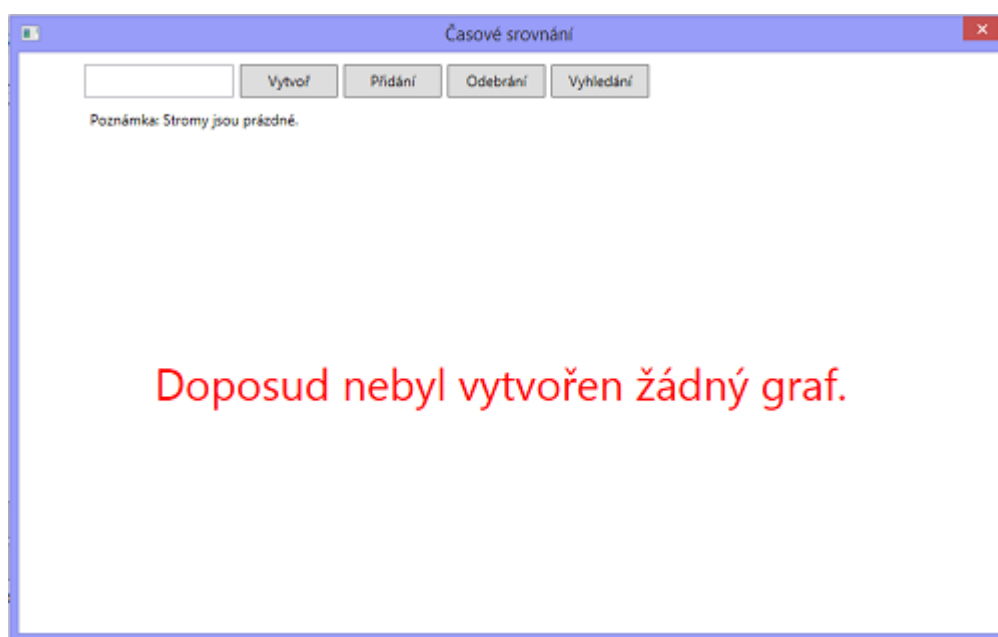 Časové srovnání
Vytvoř Přidání Odebrání Vyhledání
Poznámka: Stromy jsou prázdné.
Doposud nebyl vytvořen žádný graf.